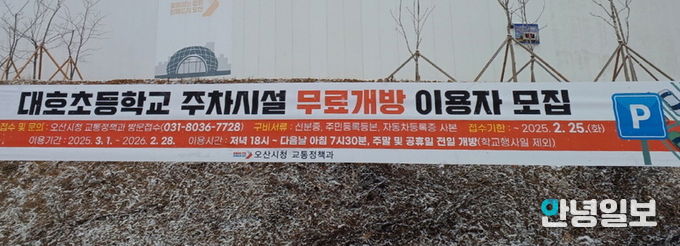 대호초등학교 주차시설 무료개방 이용자 모집
접수 및 문의 : 오산시청 교통정책과 방문접수(031-8036-7728) 구비서류 : 신분증, 주민등록등본, 자동차등록증 사본 접수기한 : ~ 2025. 2. 25.(화)
이용기간 : 2025. 3. 1. ~ 2026. 2. 28. 이용시간 : 저녁 18시 ~ 다음날 아침 7시30분, 주말 및 공휴일 전일 개방(학교행사일 제외)
오산시청 교통정책과
P
안녕일보